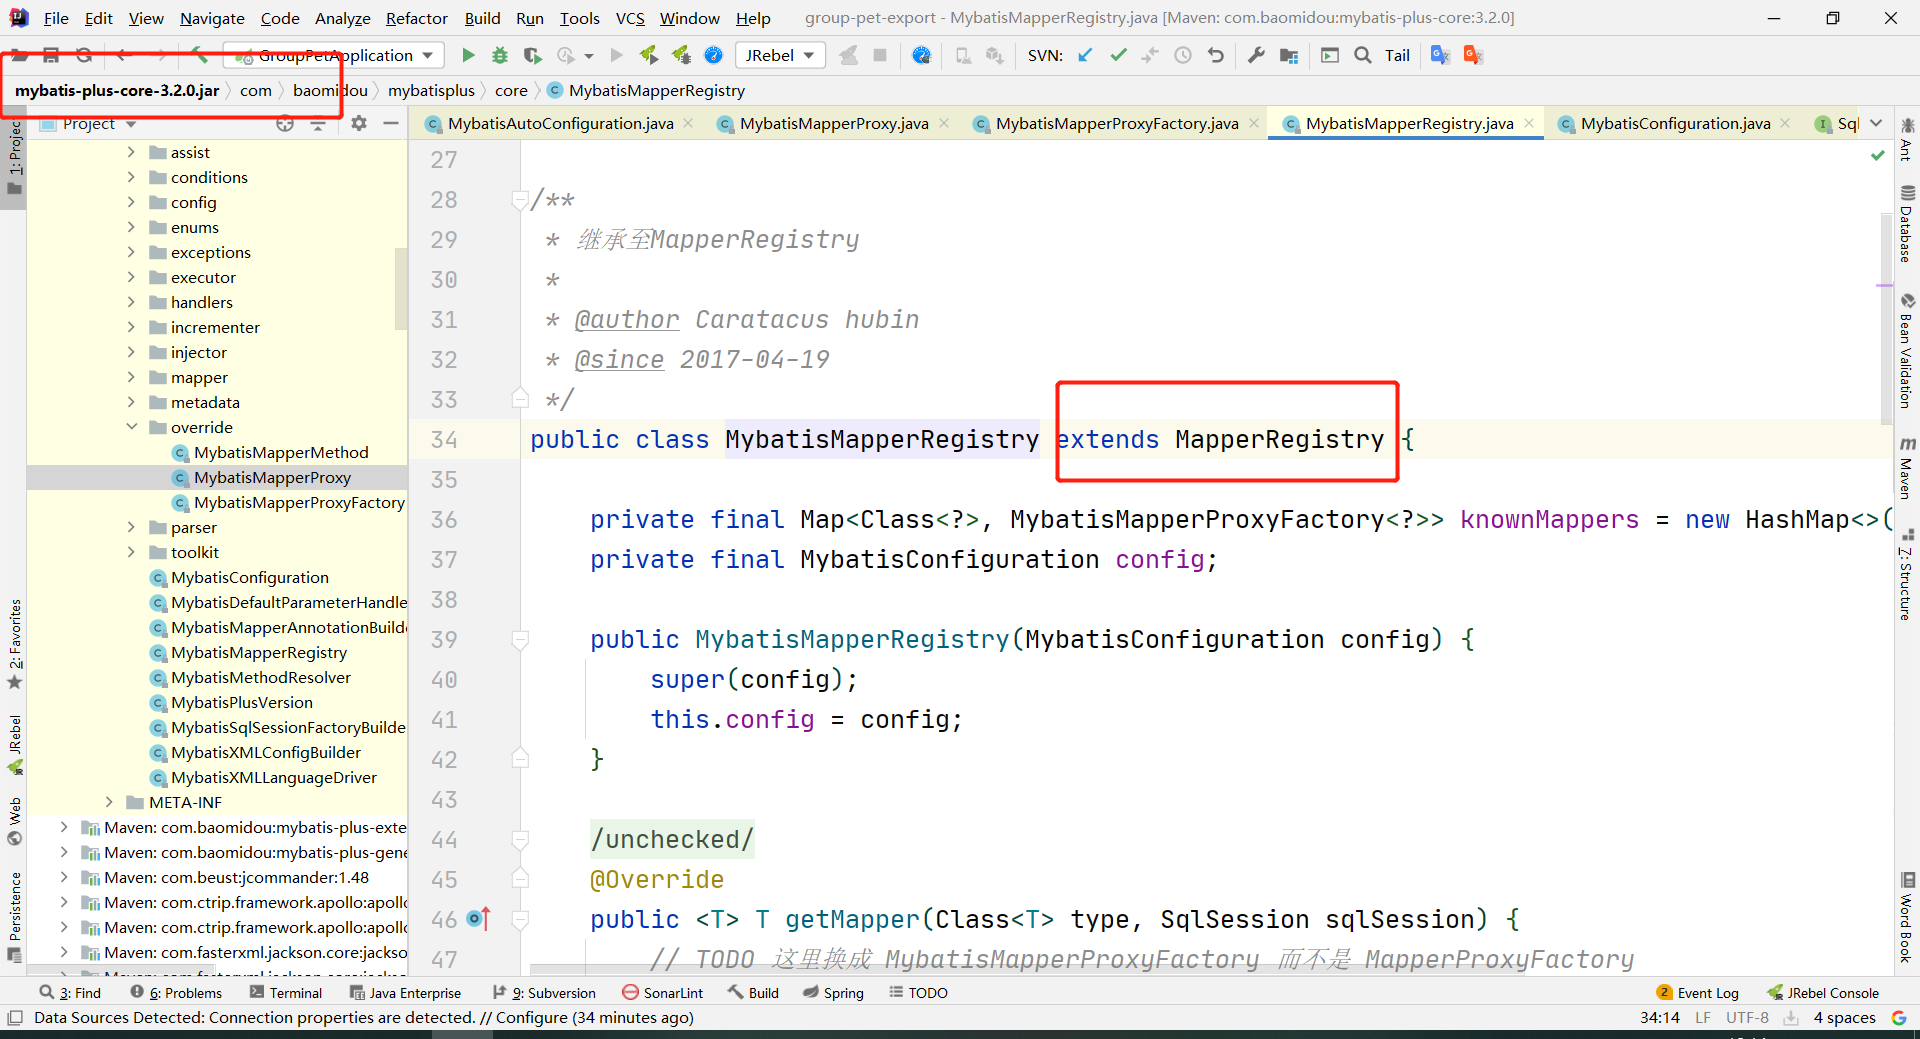 File Edit View Navigate Code Analyze Refactor Build Run Tools VCS Window Help group-pet-export - MybatisMapperRegistry.java [Maven: com.baomidou:mybatis-plus-core:3.2.0]
GroupPetApplication JRebel SVN: Tail
mybatis-plus-core-3.2.0.jar com baomidou mybatisplus core MybatisMapperRegistry
Project MybatisAutoConfiguration.java MybatisMapperProxy.java MybatisMapperProxyFactory.java MybatisMapperRegistry.java MybatisConfiguration.java Sql
1: Project
2: Favorites
JRebel
Web
Persistence
assist
conditions
config
enums
exceptions
executor
handlers
incrementer
injector
mapper
metadata
override
MybatisMapperMethod
MybatisMapperProxy
MybatisMapperProxyFactory
parser
toolkit
MybatisConfiguration
MybatisDefaultParameterHandle
MybatisMapperAnnotationBuild
MybatisMapperRegistry
MybatisMethodResolver
MybatisPlusVersion
MybatisSqlSessionFactoryBuilde
MybatisXMLConfigBuilder
MybatisXMLLanguageDriver
META-INF
Maven: com.baomidou:mybatis-plus-exte
Maven: com.baomidou:mybatis-plus-gene
Maven: com.beust:jcommander:1.48
Maven: com.ctrip.framework.apollo:apollo
Maven: com.ctrip.framework.apollo:apollo
Maven: com.fasterxml.jackson.core:jackso
27
28 /**
29 * 继承至MapperRegistry
30 *
31 * @author Caratacus hubin
32 * @since 2017-04-19
33 */
34 public class MybatisMapperRegistry extends MapperRegistry {
35
36 private final Map<Class<?>, MybatisMapperProxyFactory<?>> knownMappers = new HashMap<>(
37 private final MybatisConfiguration config;
38
39 public MybatisMapperRegistry(MybatisConfiguration config) {
40 super(config);
41 this.config = config;
42 }
43
44 /unchecked/
45 @Override
46 public <T> T getMapper(Class<T> type, SqlSession sqlSession) {
47 // TODO 这里换成 MybatisMapperProxyFactory 而不是 MapperProxyFactory
Ant
Database
Bean Validation
Maven
7: Structure
Word Book
3: Find 6: Problems Terminal Java Enterprise 9: Subversion SonarLint Build Spring TODO 2 Event Log JRebel Console
Data Sources Detected: Connection properties are detected. // Configure (34 minutes ago) 34:14 LF UTF-8 4 spaces